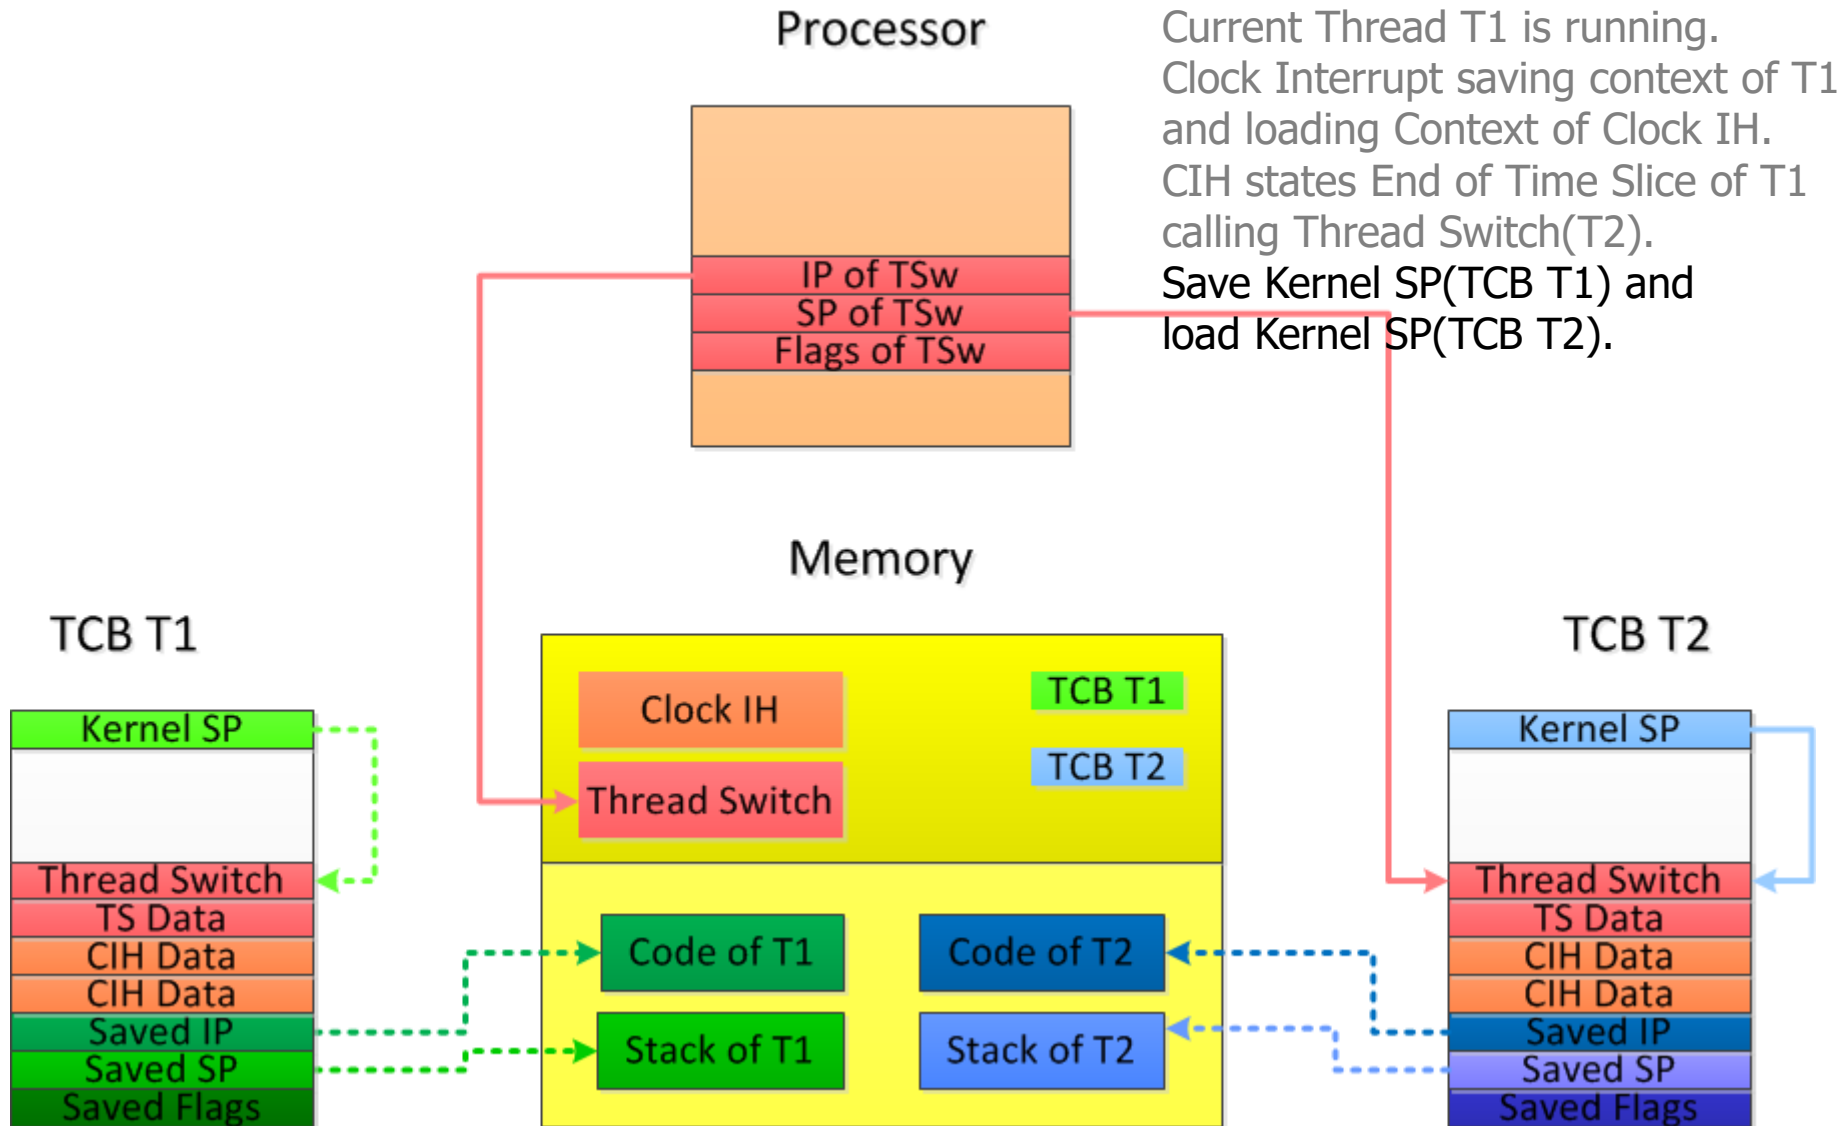 Processor
Current Thread T1 is running.
Clock Interrupt saving context of T1
and loading Context of Clock IH.
CIH states End of Time Slice of T1
calling Thread Switch(T2).
Save Kernel SP(TCB T1) and
load Kernel SP(TCB T2).
IP of TSw
SP of TSw
Flags of TSw
Memory
TCB T1
Kernel SP
Thread Switch
TS Data
CIH Data
CIH Data
Saved IP
Saved SP
Saved Flags
Clock IH
Thread Switch
TCB T1
TCB T2
Code of T1
Code of T2
Stack of T1
Stack of T2
TCB T2
Kernel SP
Thread Switch
TS Data
CIH Data
CIH Data
Saved IP
Saved SP
Saved Flags